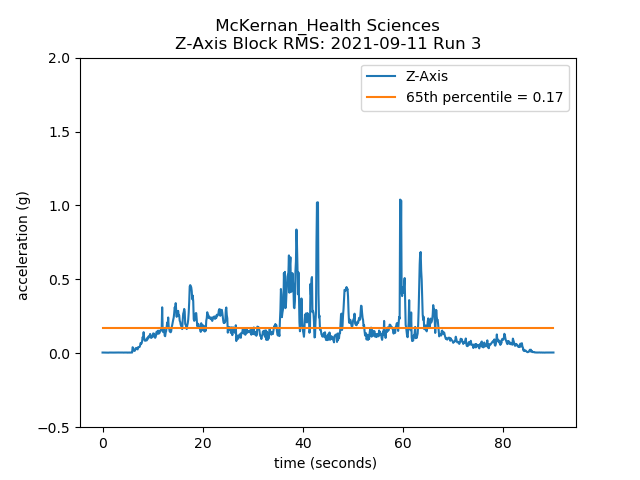 McKernan_Health Sciences
Z-Axis Block RMS: 2021-09-11 Run 3
2.0
Z-Axis
65th percentile = 0.17
1.5
1.0
0.5
0.0
−0.5
acceleration (g)
0 20 40 60 80
time (seconds)